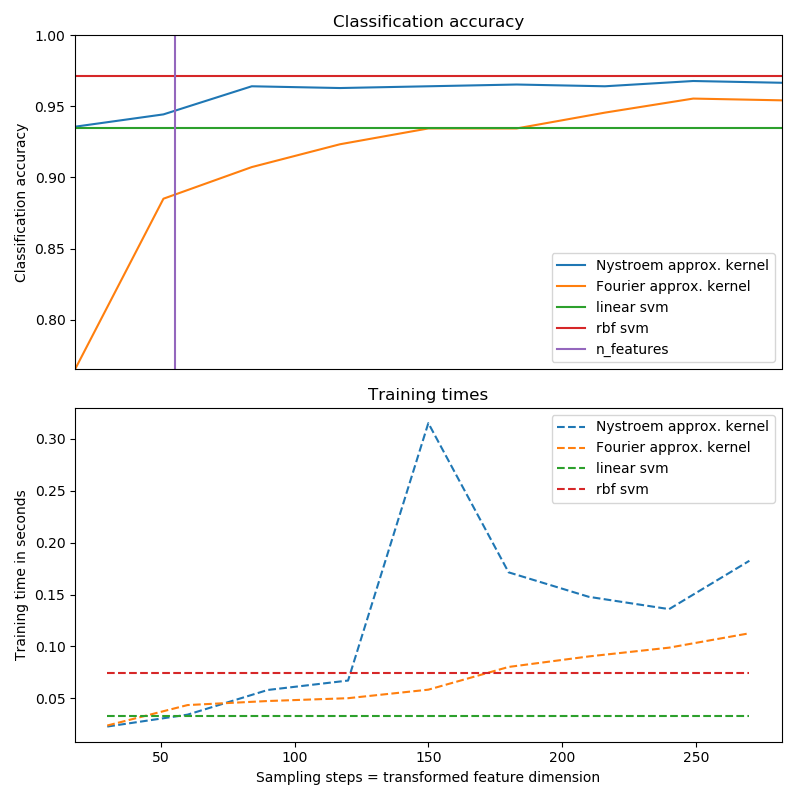 Classification accuracy
1.00
0.95
0.90
0.85
0.80
Classification accuracy
Nystroem approx. kernel
Fourier approx. kernel
linear svm
rbf svm
n_features
Training times
0.30
0.25
0.20
0.15
0.10
0.05
Training time in seconds
Nystroem approx. kernel
Fourier approx. kernel
linear svm
rbf svm
50 100 150 200 250
Sampling steps = transformed feature dimension